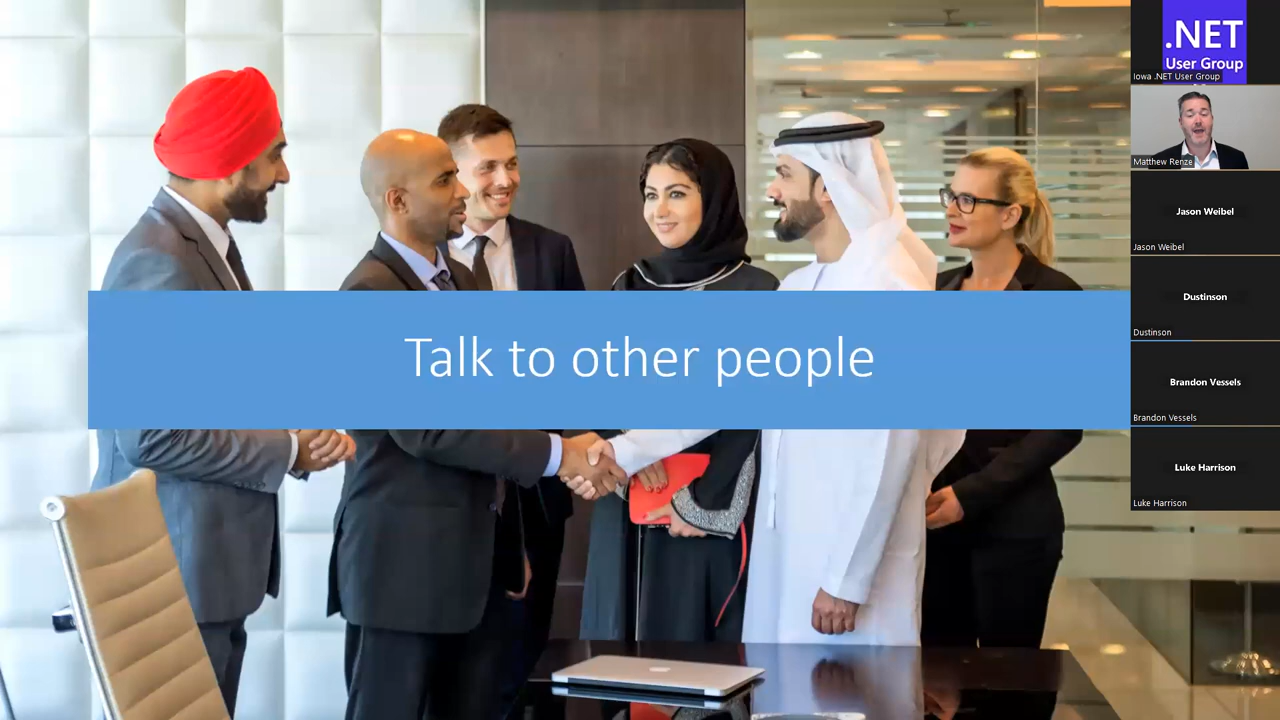 Talk to other people
.NET
User Group
Iowa .NET User Group
Matthew Renze
Jason Weibel
Jason Weibel
Dustinson
Dustinson
Brandon Vessels
Brandon Vessels
Luke Harrison
Luke Harrison